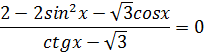 2 − 2sin²x − √3cosx
ctgx − √3
= 0